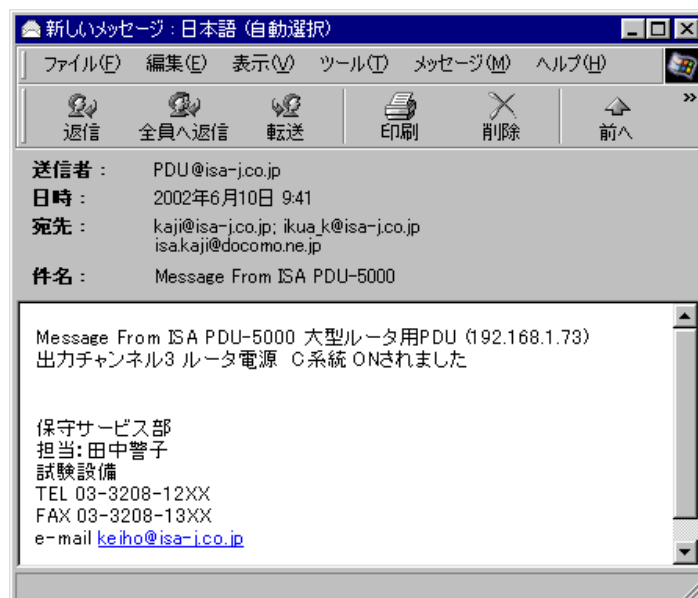 新しいメッセージ : 日本語 (自動選択)
ファイル(F) 編集(E) 表示(V) ツール(T) メッセージ(M) ヘルプ(H)
返信 全員へ返信 転送 印刷 削除 前へ »
送信者 : PDU@isa-j.co.jp
日時 : 2002年6月10日 9:41
宛先 : kaji@isa-j.co.jp; ikua_k@isa-j.co.jp
isa.kaji@docomo.ne.jp
件名 : Message From ISA PDU-5000
Message From ISA PDU-5000 大型ルータ用PDU (192.168.1.73)
出力チャンネル3 ルータ電源 C系統 ONされました
保守サービス部
担当: 田中警子
試験設備
TEL 03-3208-12XX
FAX 03-3208-13XX
e-mail keiho@isa-j.co.jp